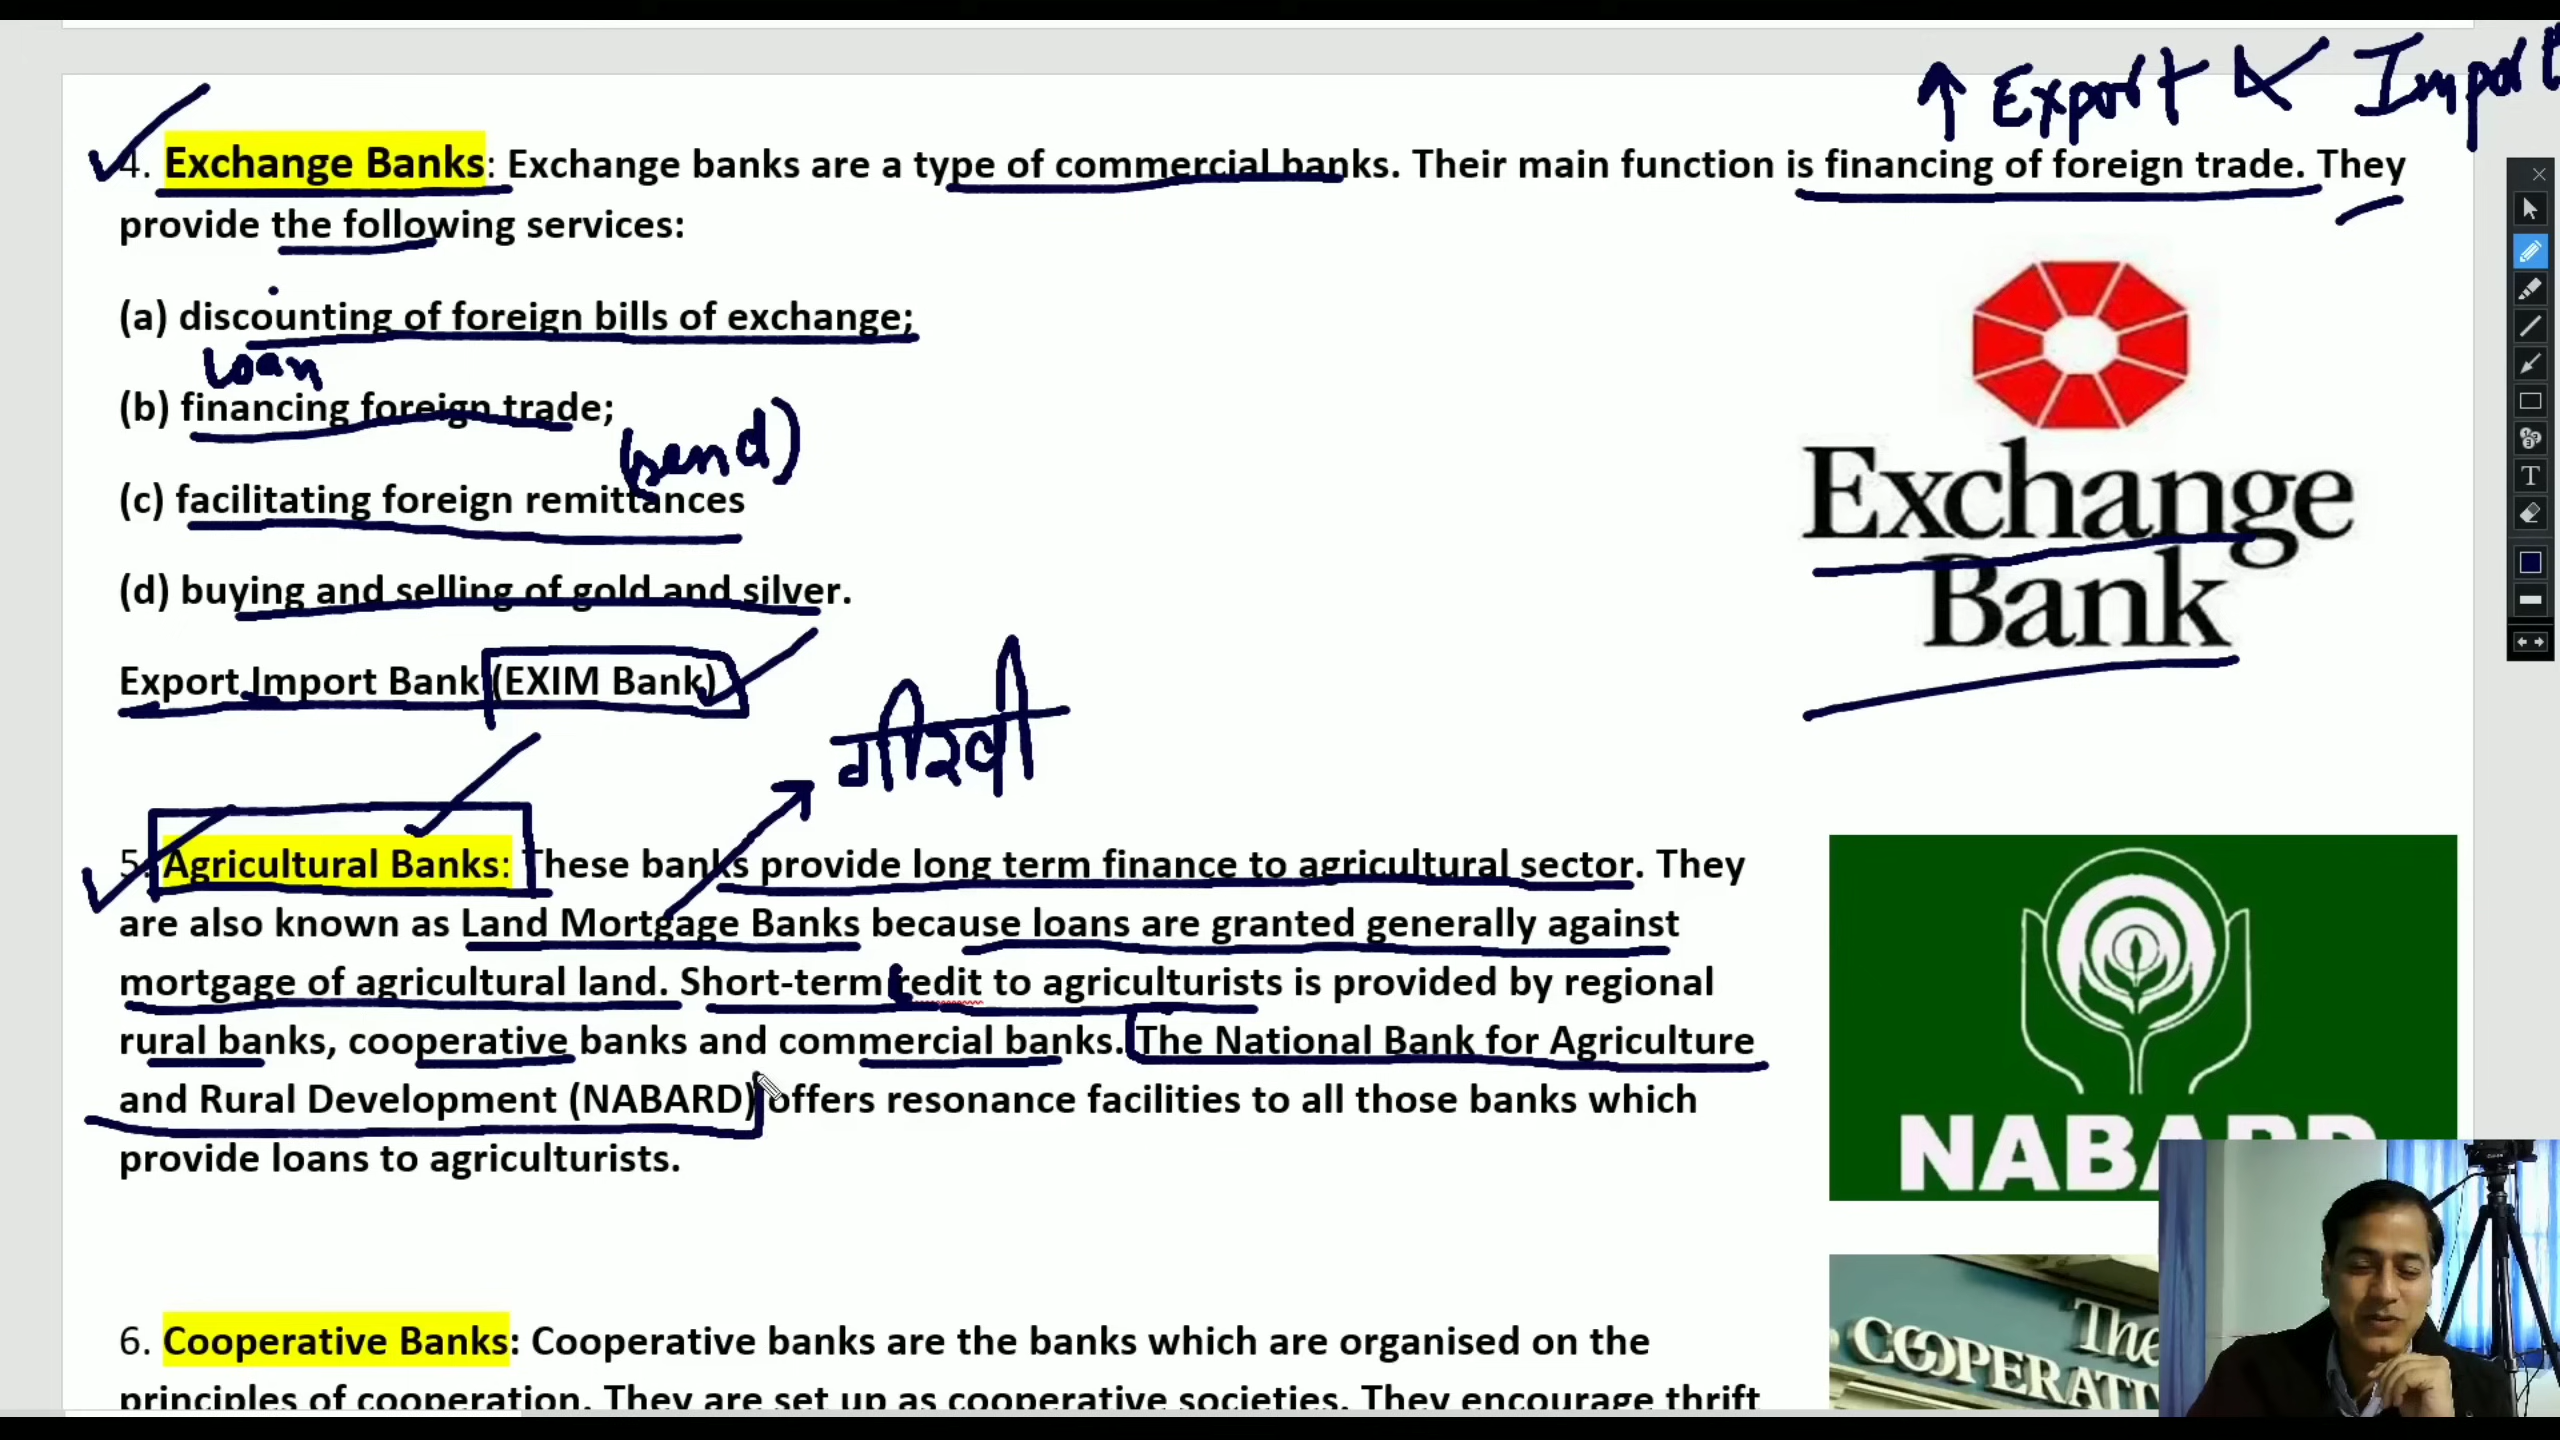 ↑ Export Import
4. Exchange Banks: Exchange banks are a type of commercial banks. Their main function is financing of foreign trade. They
provide the following services:
(a) discounting of foreign bills of exchange;
loan
(b) financing foreign trade;
(send)
(c) facilitating foreign remittances
(d) buying and selling of gold and silver.
Export Import Bank (EXIM Bank)
Exchange
Bank
गीरवी
5. Agricultural Banks: These banks provide long term finance to agricultural sector. They
are also known as Land Mortgage Banks because loans are granted generally against
mortgage of agricultural land. Short-term redit to agriculturists is provided by regional
rural banks, cooperative banks and commercial banks. The National Bank for Agriculture
and Rural Development (NABARD) offers resonance facilities to all those banks which
provide loans to agriculturists.
NABARD
6. Cooperative Banks: Cooperative banks are the banks which are organised on the
principles of cooperation. They are set up as cooperative societies. They encourage thrift
The
COOPERATI